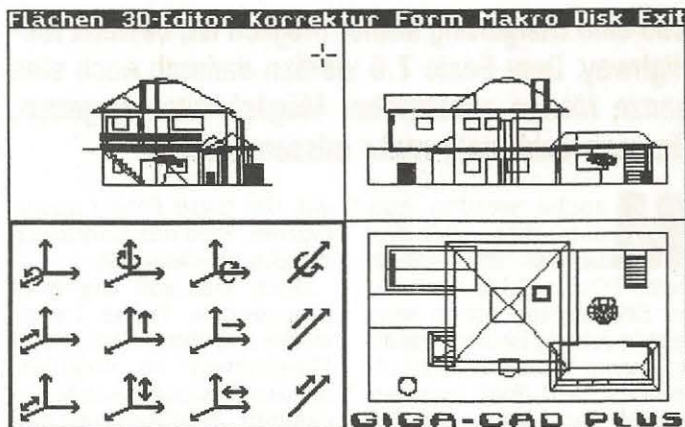 Flächen 3D-Editor Korrektur Form Makro Disk Exit
GIGA-CAD PLUS